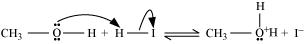 H
CH₃ — Ö — H + H — I ⇌ CH₃ — O⁺ — H + I⁻